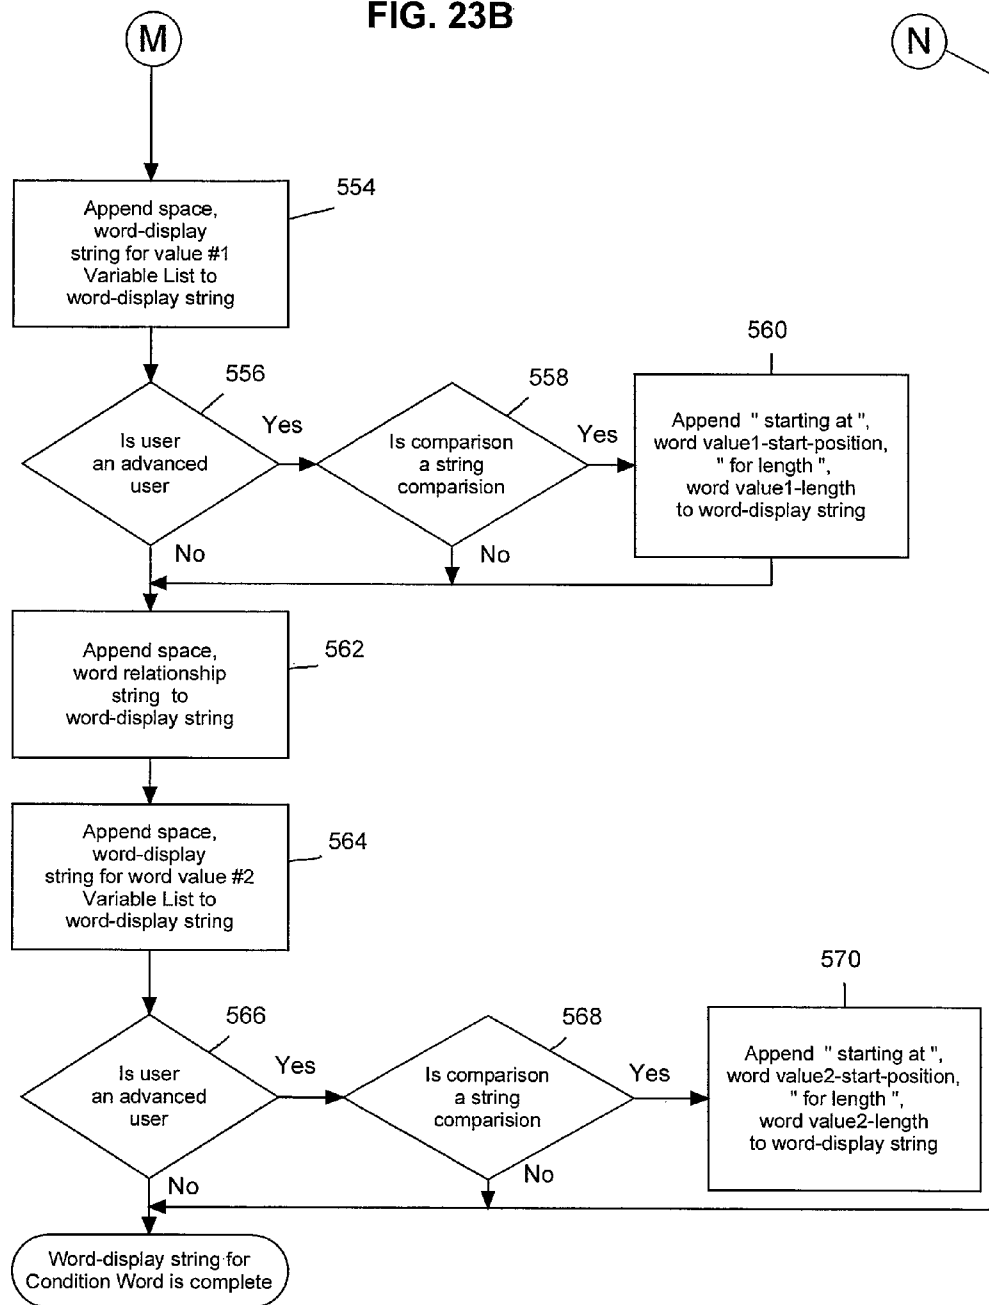 FIG. 23B
M
N
554
Append space,
word-display
string for value #1
Variable List to
word-display string
556
Is user
an advanced
user
Yes
No
558
Is comparison
a string
comparision
Yes
No
560
Append " starting at ",
word value1-start-position,
" for length ",
word value1-length
to word-display string
562
Append space,
word relationship
string to
word-display string
564
Append space,
word-display
string for word value #2
Variable List to
word-display string
566
Is user
an advanced
user
Yes
No
568
Is comparison
a string
comparision
Yes
No
570
Append " starting at ",
word value2-start-position,
" for length ",
word value2-length
to word-display string
Word-display string for
Condition Word is complete